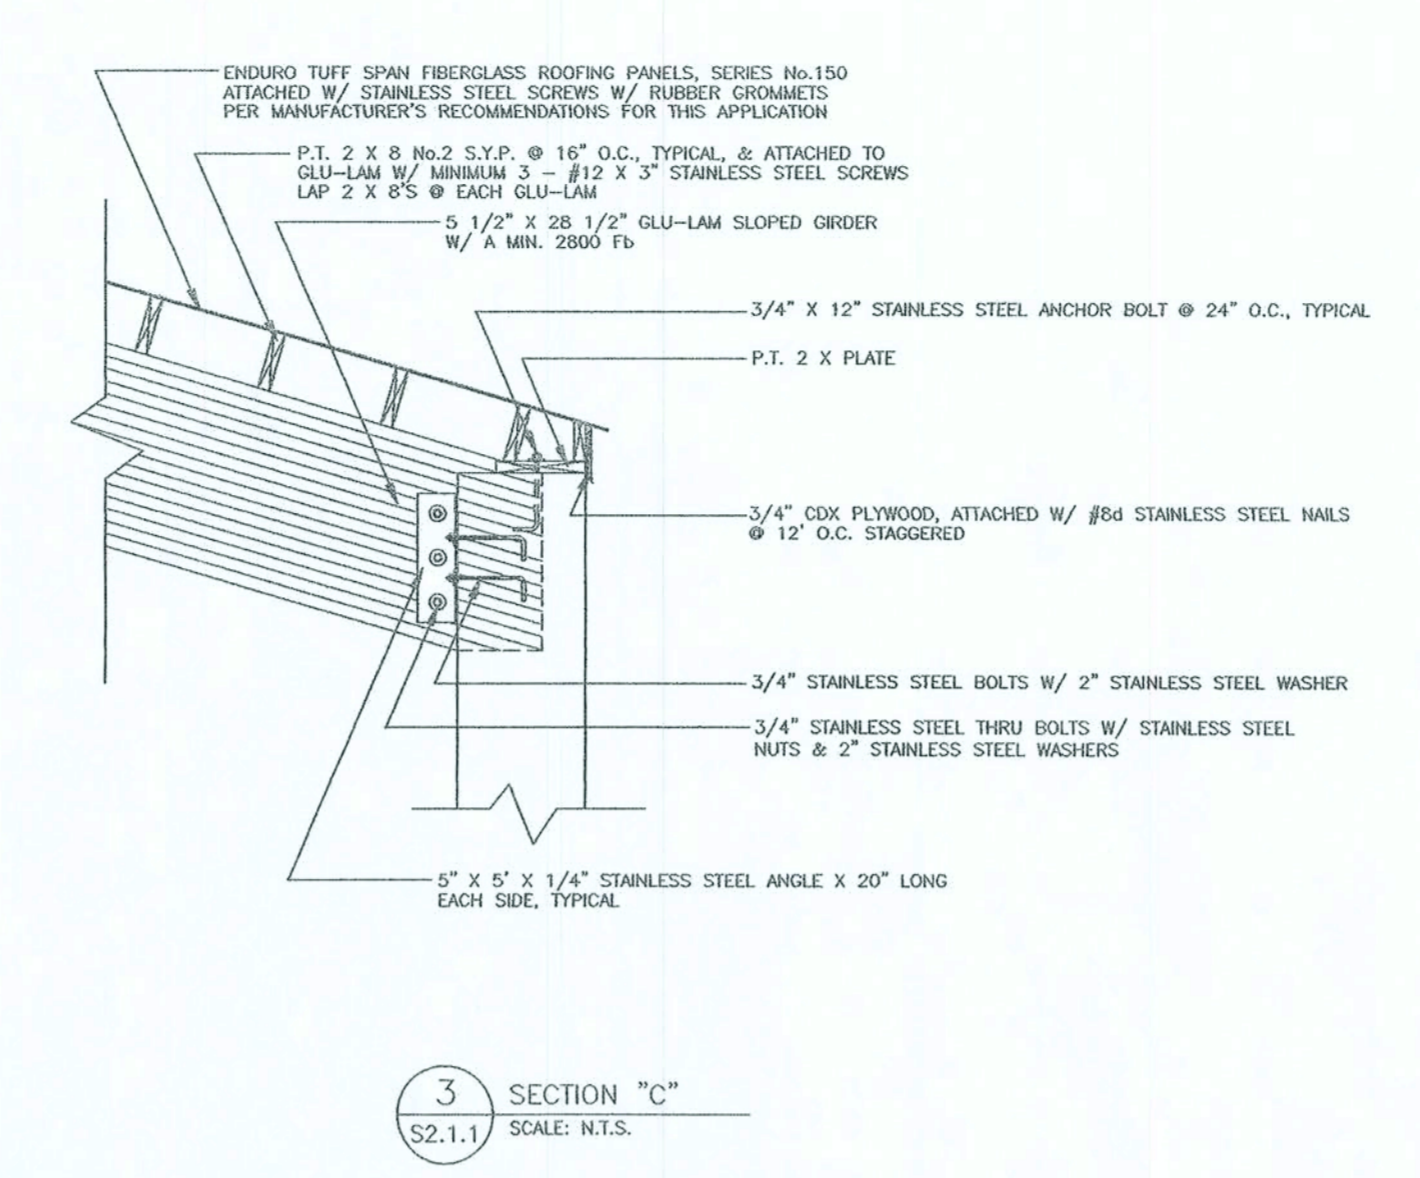 ENDURO TUFF SPAN FIBERGLASS ROOFING PANELS, SERIES No.150
ATTACHED W/ STAINLESS STEEL SCREWS W/ RUBBER GROMMETS
PER MANUFACTURER'S RECOMMENDATIONS FOR THIS APPLICATION
P.T. 2 X 8 No.2 S.Y.P. @ 16" O.C., TYPICAL, & ATTACHED TO
GLU-LAM W/ MINIMUM 3 - #12 X 3" STAINLESS STEEL SCREWS
LAP 2 X 8'S @ EACH GLU-LAM
5 1/2" X 28 1/2" GLU-LAM SLOPED GIRDER
W/ A MIN. 2800 Fb
3/4" X 12" STAINLESS STEEL ANCHOR BOLT @ 24" O.C., TYPICAL
P.T. 2 X PLATE
3/4" CDX PLYWOOD, ATTACHED W/ #8d STAINLESS STEEL NAILS
@ 12' O.C. STAGGERED
3/4" STAINLESS STEEL BOLTS W/ 2" STAINLESS STEEL WASHER
3/4" STAINLESS STEEL THRU BOLTS W/ STAINLESS STEEL
NUTS & 2" STAINLESS STEEL WASHERS
5" X 5' X 1/4" STAINLESS STEEL ANGLE X 20" LONG
EACH SIDE, TYPICAL
3
S2.1.1
SECTION "C"
SCALE: N.T.S.